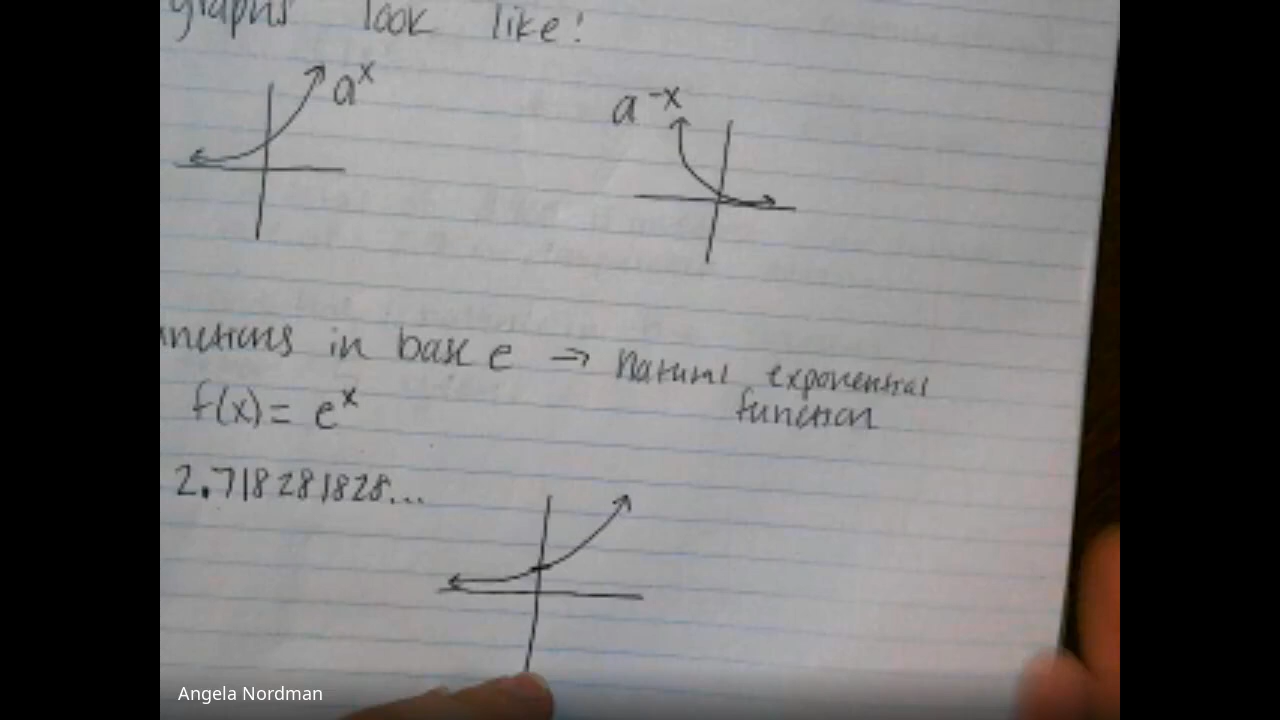 graphs look like!
a^x
a^-x
unctions in base e → natural exponential
function
f(x) = e^x
2.718281828...
Angela Nordman